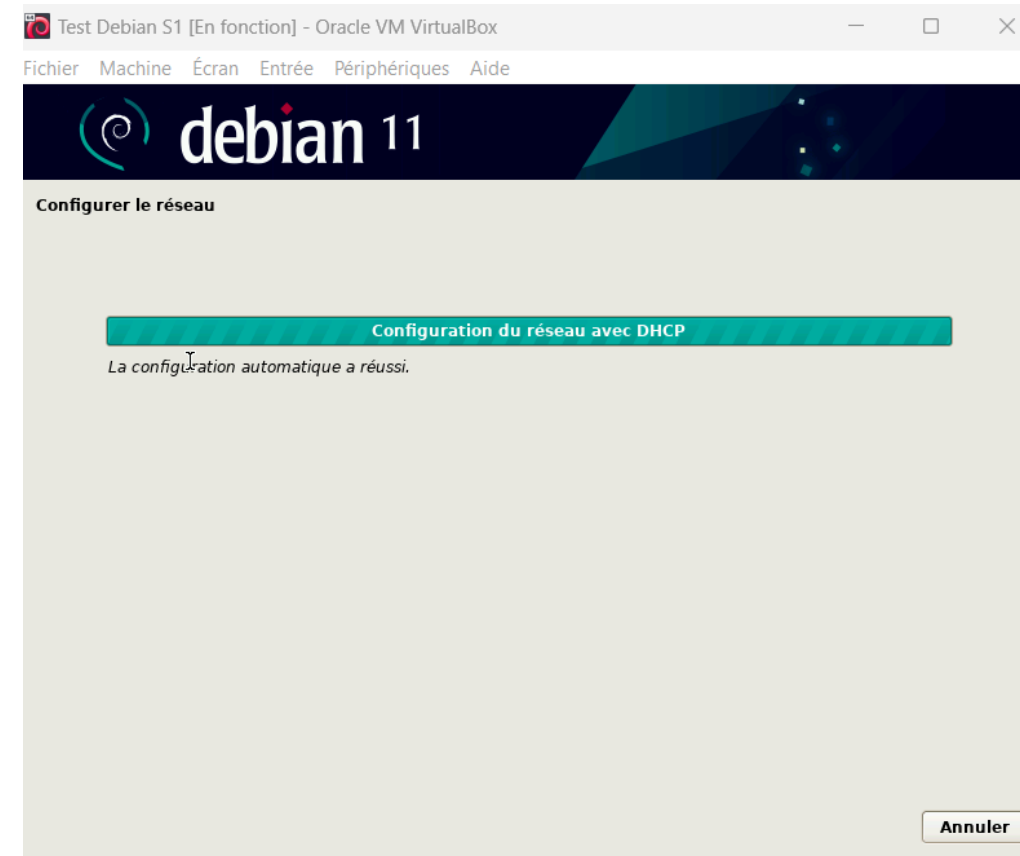 Test Debian S1 [En fonction] - Oracle VM VirtualBox
Fichier Machine Écran Entrée Périphériques Aide
debian 11
Configurer le réseau
Configuration du réseau avec DHCP
La configuration automatique a réussi.
Annuler